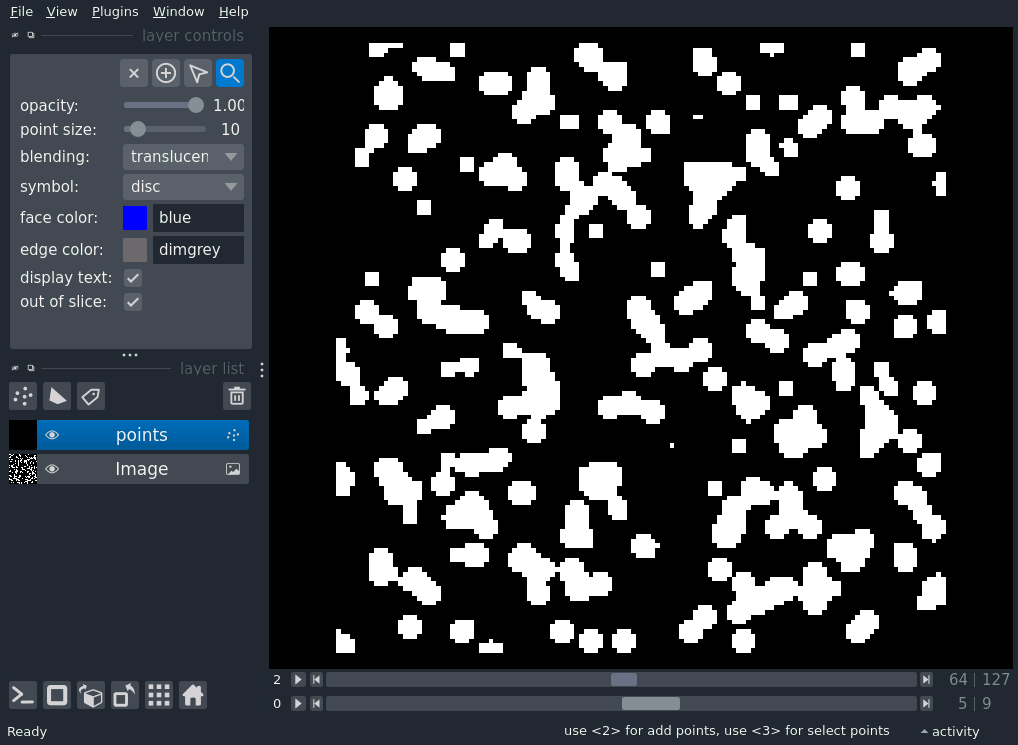 File View Plugins Window Help
layer controls
opacity: 1.00
point size: 10
blending: translucen
symbol: disc
face color: blue
edge color: dimgrey
display text:
out of slice:
layer list
points
Image
2 64 | 127
0 5 | 9
Ready use <2> for add points, use <3> for select points activity